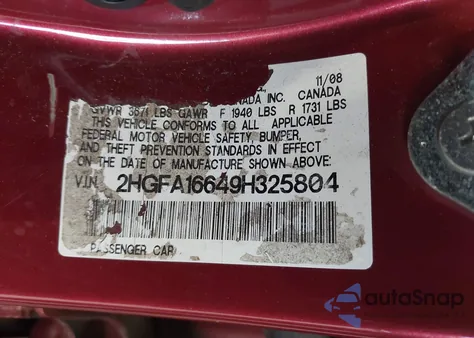 11/08
CANADA INC. CANADA
GVWR 3671 LBS GAWR F 1940 LBS R 1731 LBS
THIS VEHICLE CONFORMS TO ALL APPLICABLE
FEDERAL MOTOR VEHICLE SAFETY, BUMPER,
AND THEFT PREVENTION STANDARDS IN EFFECT
ON THE DATE OF MANUFACTURE SHOWN ABOVE:
V.I.N. 2HGFA16649H325804
PASSENGER CAR
autoSnap